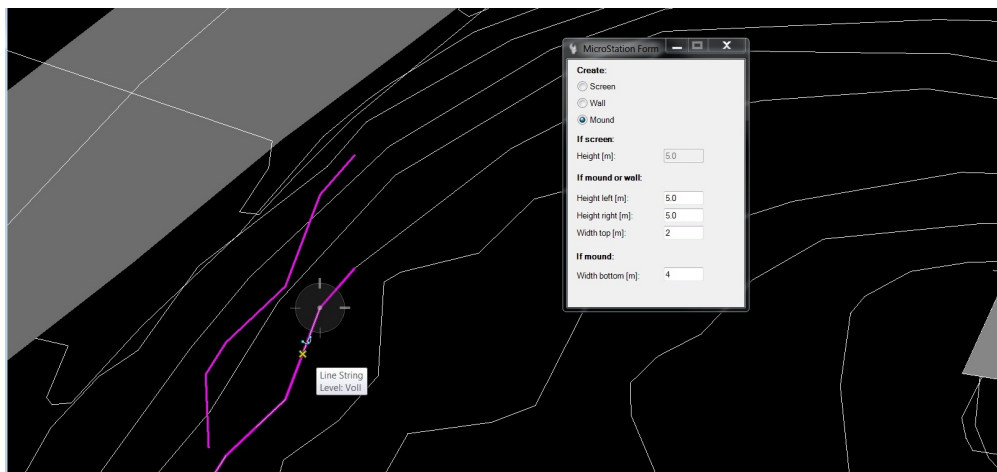 MicroStation Form
Create:
Screen
Wall
Mound
If screen:
Height [m]: 5.0
If mound or wall:
Height left [m]: 5.0
Height right [m]: 5.0
Width top [m]: 2
If mound:
Width bottom [m]: 4
Line String
Level: Voll